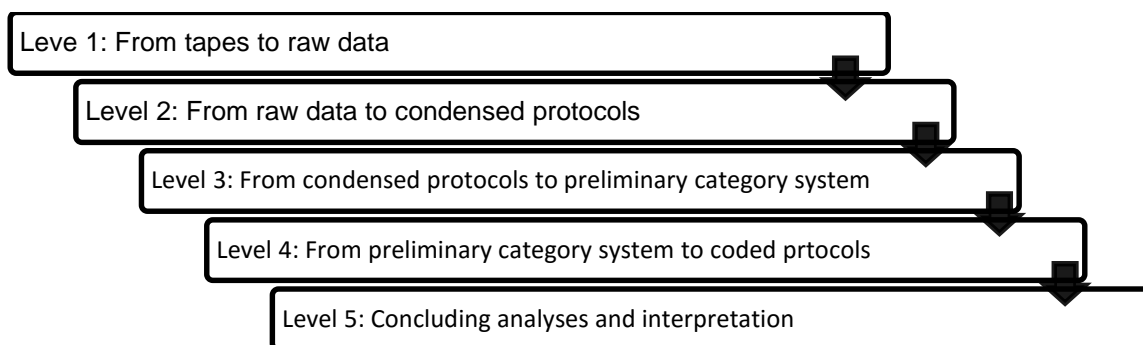 Leve 1: From tapes to raw data
Level 2: From raw data to condensed protocols
Level 3: From condensed protocols to preliminary category system
Level 4: From preliminary category system to coded prtocols
Level 5: Concluding analyses and interpretation